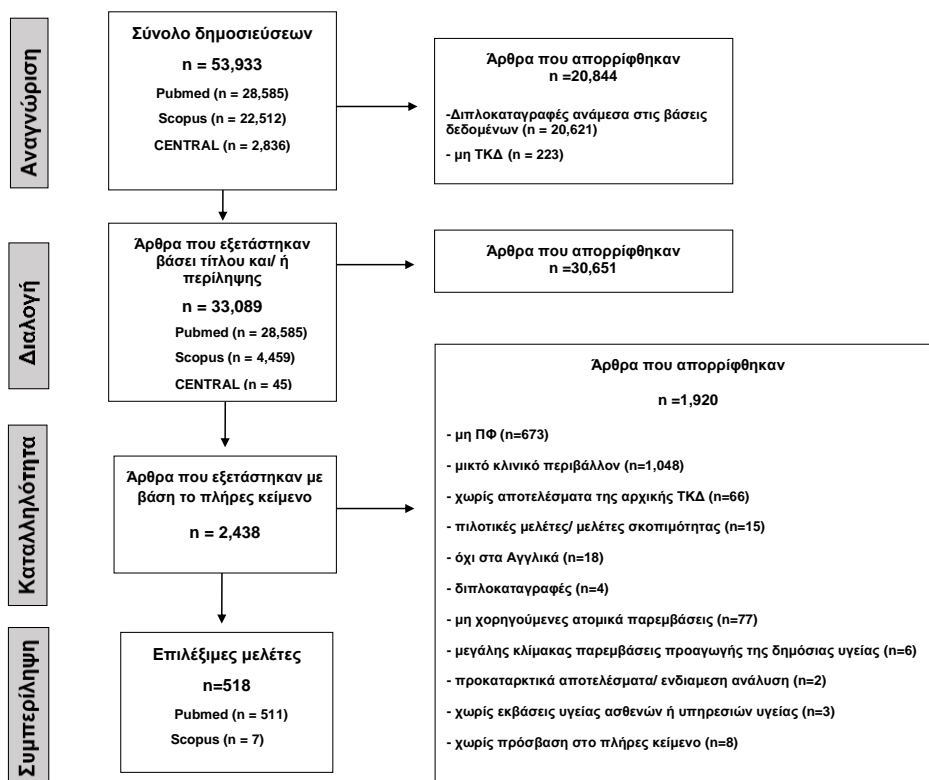 Αναγνώριση
Σύνολο δημοσιεύσεων
n = 53,933
Pubmed (n = 28,585)
Scopus (n = 22,512)
CENTRAL (n = 2,836)
Άρθρα που απορρίφθηκαν
n =20,844
-Διπλοκαταγραφές ανάμεσα στις βάσεις
δεδομένων (n = 20,621)
- μη ΤΚΔ (n = 223)
Διαλογή
Άρθρα που εξετάστηκαν
βάσει τίτλου και/ ή
περίληψης
n = 33,089
Pubmed (n = 28,585)
Scopus (n = 4,459)
CENTRAL (n = 45)
Άρθρα που απορρίφθηκαν
n =30,651
Καταλληλότητα
Άρθρα που εξετάστηκαν με
βάση το πλήρες κείμενο
n = 2,438
Άρθρα που απορρίφθηκαν
n =1,920
- μη ΠΦ (n=673)
- μικτό κλινικό περιβάλλον (n=1,048)
- χωρίς αποτελέσματα της αρχικής ΤΚΔ (n=66)
- πιλοτικές μελέτες/ μελέτες σκοπιμότητας (n=15)
- όχι στα Αγγλικά (n=18)
- διπλοκαταγραφές (n=4)
- μη χορηγούμενες ατομικά παρεμβάσεις (n=77)
- μεγάλης κλίμακας παρεμβάσεις προαγωγής της δημόσιας υγείας (n=6)
- προκαταρκτικά αποτελέσματα/ ενδιαμεση ανάλυση (n=2)
- χωρίς εκβάσεις υγείας ασθενών ή υπηρεσιών υγείας (n=3)
- χωρίς πρόσβαση στο πλήρες κείμενο (n=8)
Συμπερίληψη
Επιλέξιμες μελέτες
n=518
Pubmed (n = 511)
Scopus (n = 7)